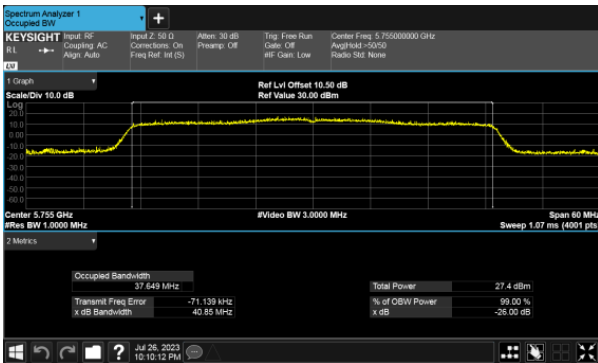 Spectrum Analyzer 1
Occupied BW
+
KEYSIGHT Input: RF Input Z: 50 Ω Atten: 30 dB Trig: Free Run Center Freq: 5.755000000 GHz
RL Coupling: AC Corrections: On Preamp: Off Gate: Off Avg|Hold:>50/50
Align: Auto Freq Ref: Int (S) #IF Gain: Low Radio Std: None
LXI
1 Graph
Scale/Div 10.0 dB
Ref Lvl Offset 10.50 dB
Ref Value 30.00 dBm
Log
20.0
10.0
0.00
-10.0
-20.0
-30.0
-40.0
-50.0
-60.0
Center 5.755 GHz #Video BW 3.0000 MHz Span 60 MHz
#Res BW 1.0000 MHz Sweep 1.07 ms (4001 pts)
2 Metrics
Occupied Bandwidth
37.649 MHz Total Power 27.4 dBm
Transmit Freq Error -71.139 kHz % of OBW Power 99.00 %
x dB Bandwidth 40.85 MHz x dB -26.00 dB
? Jul 26, 2023
10:10:12 PM